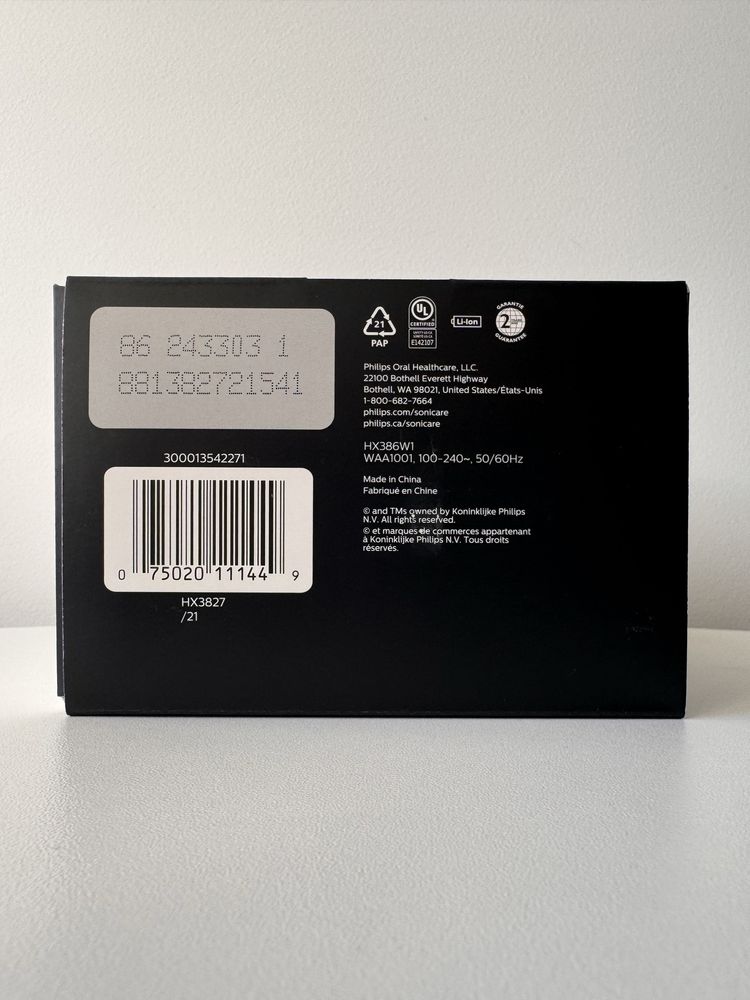 86 243303 1
881382721541
300013542271
0 75020 11144 9
HX3827
/21
21
PAP
UL
CERTIFIED
SAFETY US-CA
E142107
Li-Ion
GARANTIE
2
GUARANTEE
Philips Oral Healthcare, LLC.
22100 Bothell Everett Highway
Bothell, WA 98021, United States/États-Unis
1-800-682-7664
philips.com/sonicare
philips.ca/sonicare
HX386W1
WAA1001, 100-240~, 50/60Hz
Made in China
Fabriqué en Chine
© and TMs owned by Koninklijke Philips
N.V. All rights reserved.
© et marques de commerces appartenant
à Koninklijke Philips N.V. Tous droits
réservés.